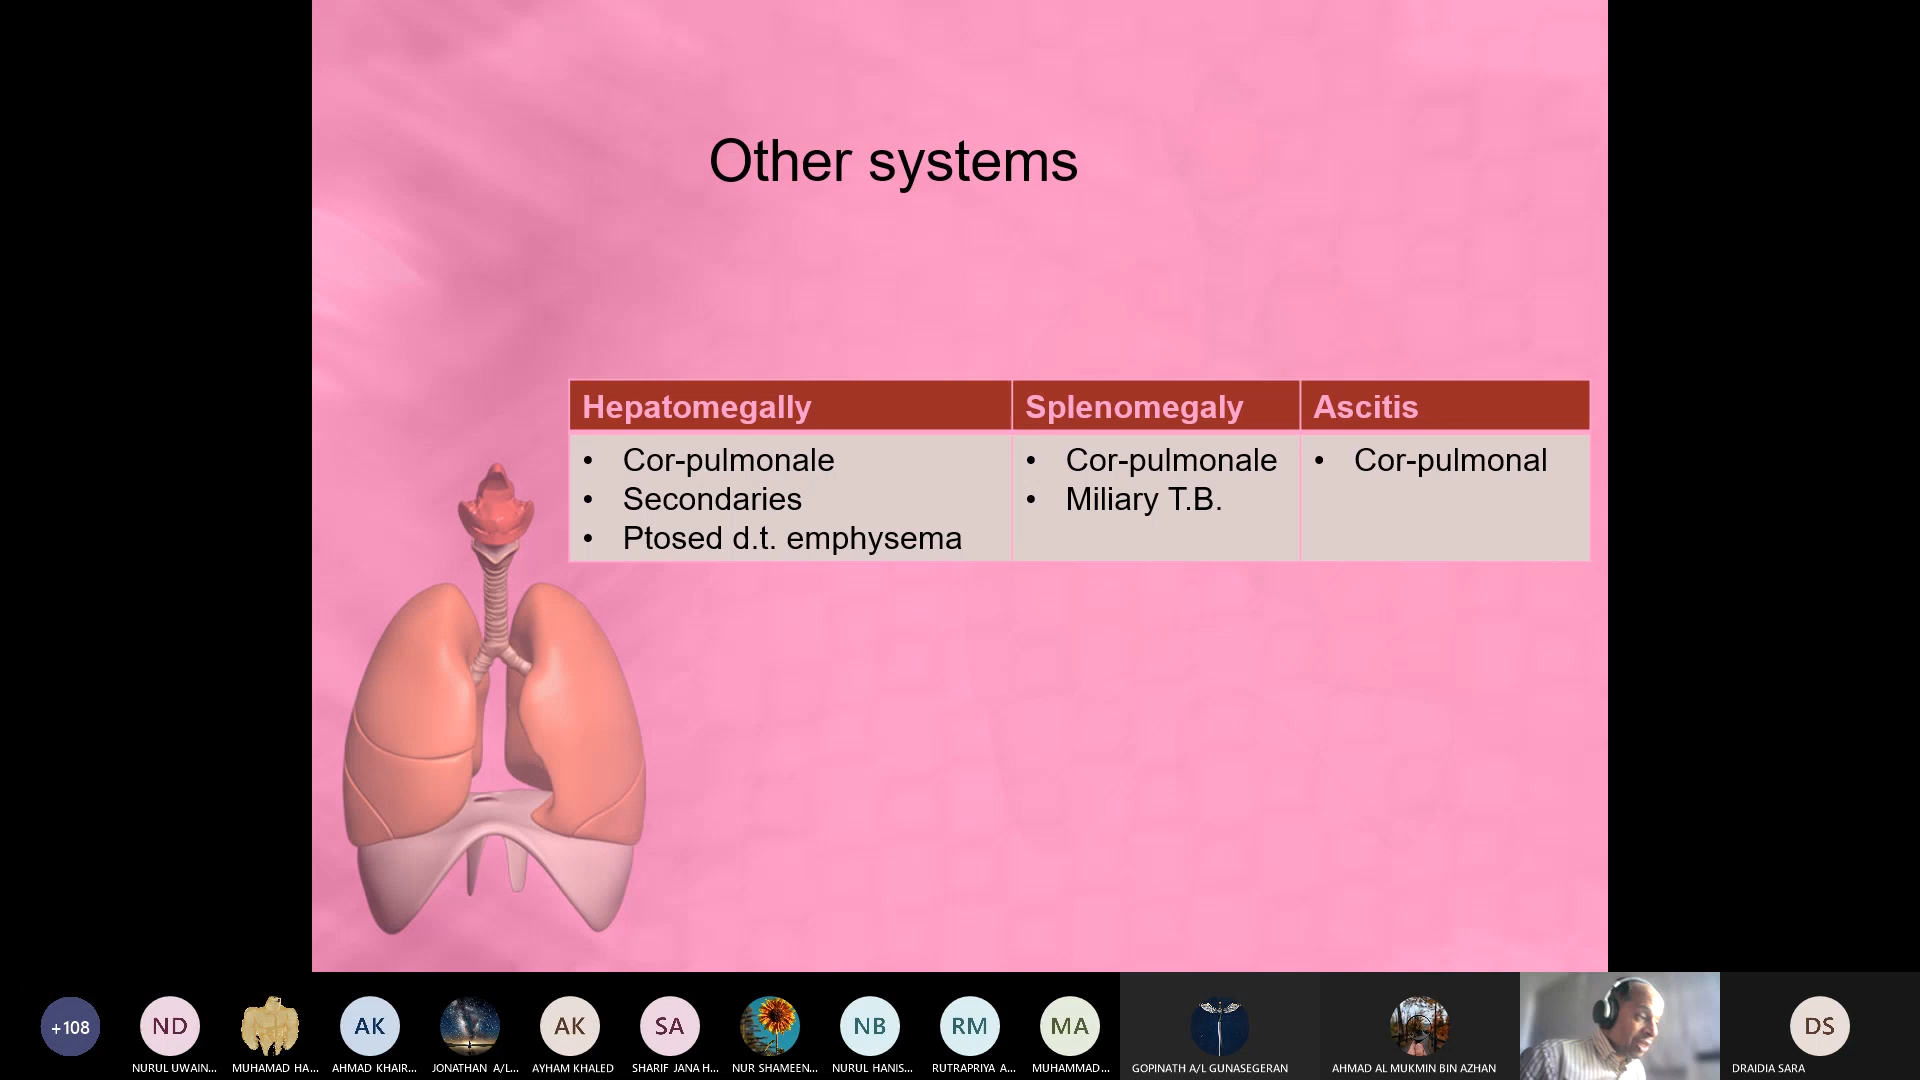 Other systems
Hepatomegally
Splenomegaly
Ascitis
• Cor-pulmonale
• Secondaries
• Ptosed d.t. emphysema
• Cor-pulmonale
• Miliary T.B.
• Cor-pulmonal
+108
ND
AK
AK
SA
NB
RM
MA
DS
NURUL UWAIN...
MUHAMAD HA...
AHMAD KHAIR...
JONATHAN A/L...
AYHAM KHALED
SHARIF JANA H...
NUR SHAMEEN...
NURUL HANIS...
RUTRAPRIYA A...
MUHAMMAD...
GOPINATH A/L GUNASEGERAN
AHMAD AL MUKMIN BIN AZHAN
DRAIDIA SARA